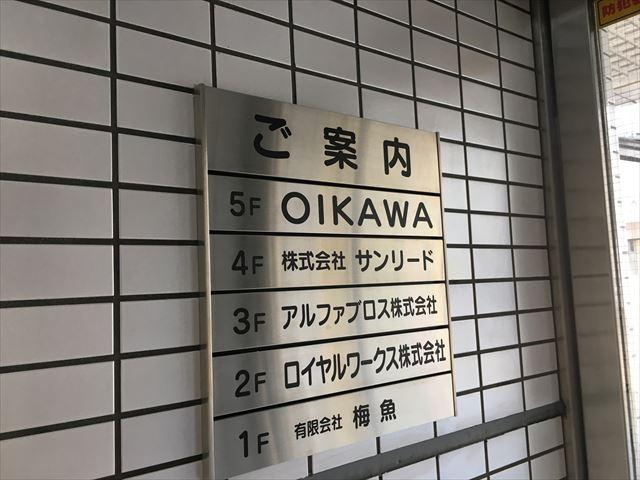 ご案内
5F OIKAWA
4F 株式会社 サンリード
3F アルファブロス株式会社
2F ロイヤルワークス株式会社
1F 有限会社 梅魚
防犯